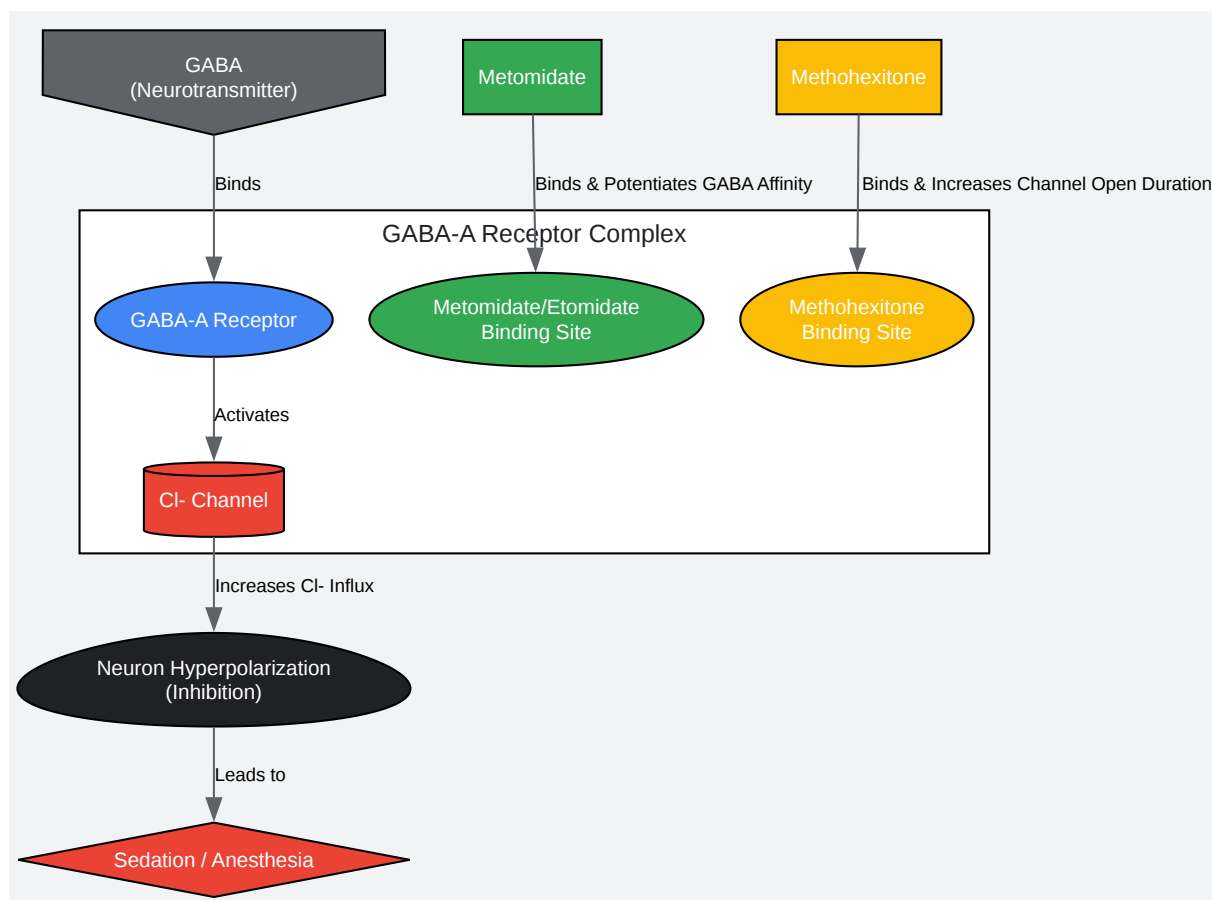 GABA
(Neurotransmitter)
Metomidate
Methohexitone
Binds
Binds & Potentiates GABA Affinity
Binds & Increases Channel Open Duration
GABA-A Receptor Complex
GABA-A Receptor
Metomidate/Etomidate
Binding Site
Methohexitone
Binding Site
Activates
Cl- Channel
Increases Cl- Influx
Neuron Hyperpolarization
(Inhibition)
Leads to
Sedation / Anesthesia